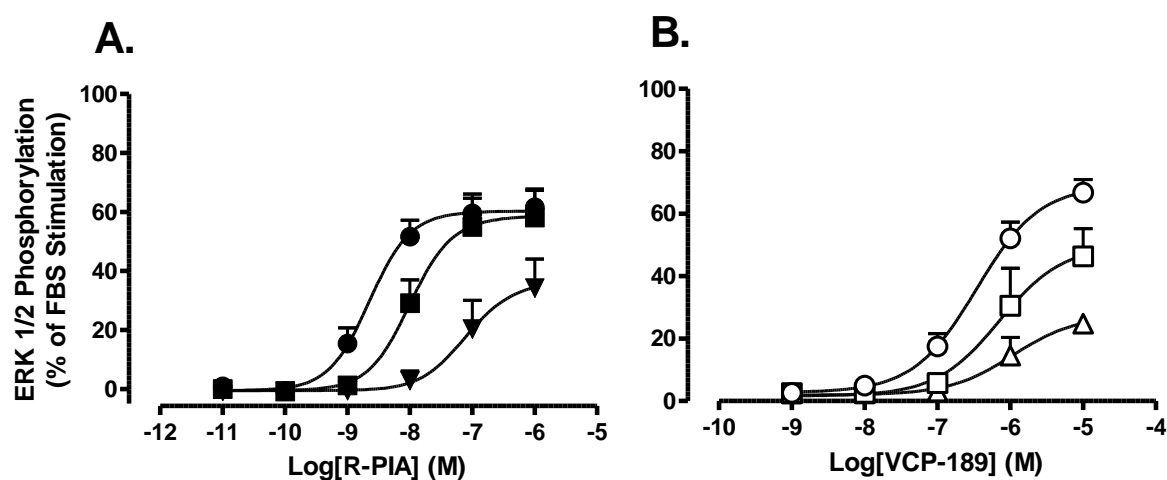 A.
ERK 1/2 Phosphorylation
(% of FBS Stimulation)
100
80
60
40
20
0
-12 -11 -10 -9 -8 -7 -6 -5
Log[R-PIA] (M)
B.
100
80
60
40
20
0
-10 -9 -8 -7 -6 -5 -4
Log[VCP-189] (M)